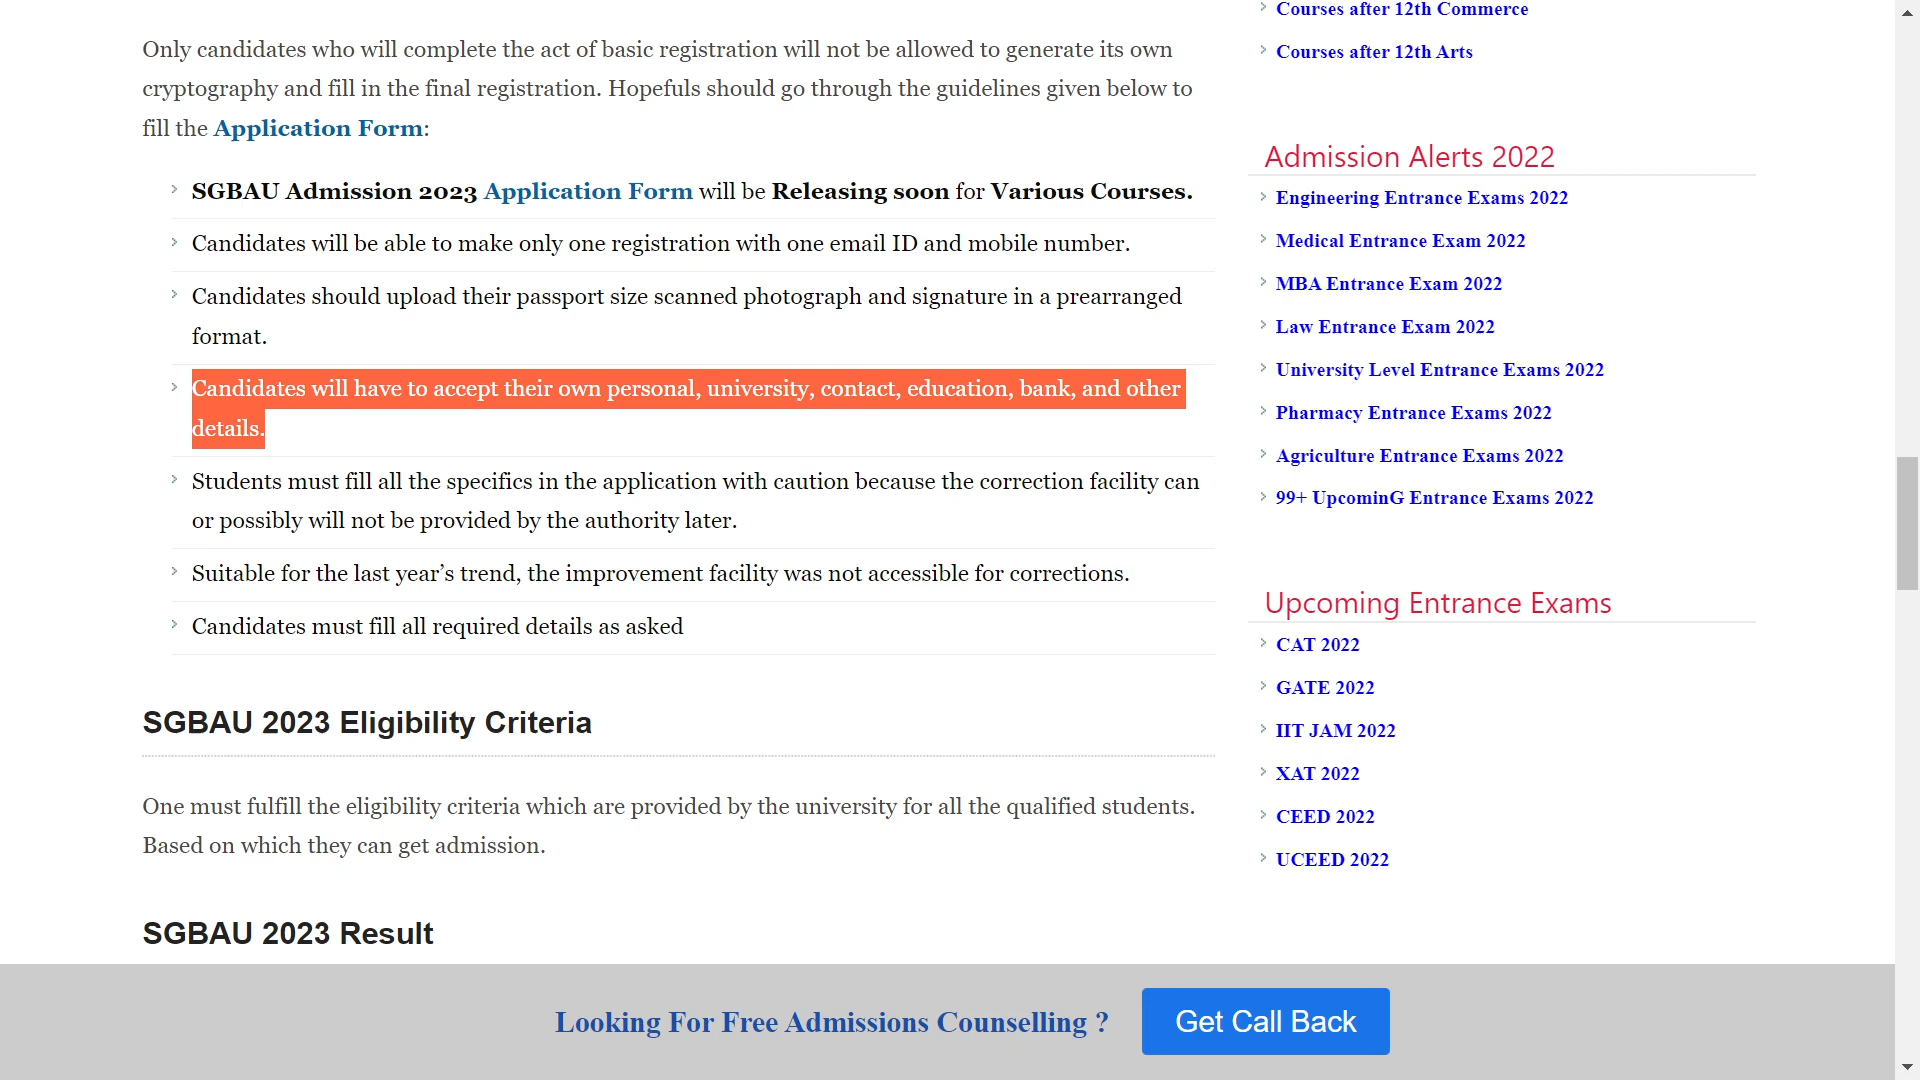 Only candidates who will complete the act of basic registration will not be allowed to generate its own
cryptography and fill in the final registration. Hopefuls should go through the guidelines given below to
fill the Application Form:
SGBAU Admission 2023 Application Form will be Releasing soon for Various Courses.
Candidates will be able to make only one registration with one email ID and mobile number.
Candidates should upload their passport size scanned photograph and signature in a prearranged
format.
Candidates will have to accept their own personal, university, contact, education, bank, and other
details.
Students must fill all the specifics in the application with caution because the correction facility can
or possibly will not be provided by the authority later.
Suitable for the last year’s trend, the improvement facility was not accessible for corrections.
Candidates must fill all required details as asked
SGBAU 2023 Eligibility Criteria
One must fulfill the eligibility criteria which are provided by the university for all the qualified students.
Based on which they can get admission.
SGBAU 2023 Result
Courses after 12th Commerce
Courses after 12th Arts
Admission Alerts 2022
Engineering Entrance Exams 2022
Medical Entrance Exam 2022
MBA Entrance Exam 2022
Law Entrance Exam 2022
University Level Entrance Exams 2022
Pharmacy Entrance Exams 2022
Agriculture Entrance Exams 2022
99+ UpcominG Entrance Exams 2022
Upcoming Entrance Exams
CAT 2022
GATE 2022
IIT JAM 2022
XAT 2022
CEED 2022
UCEED 2022
Looking For Free Admissions Counselling ?
Get Call Back